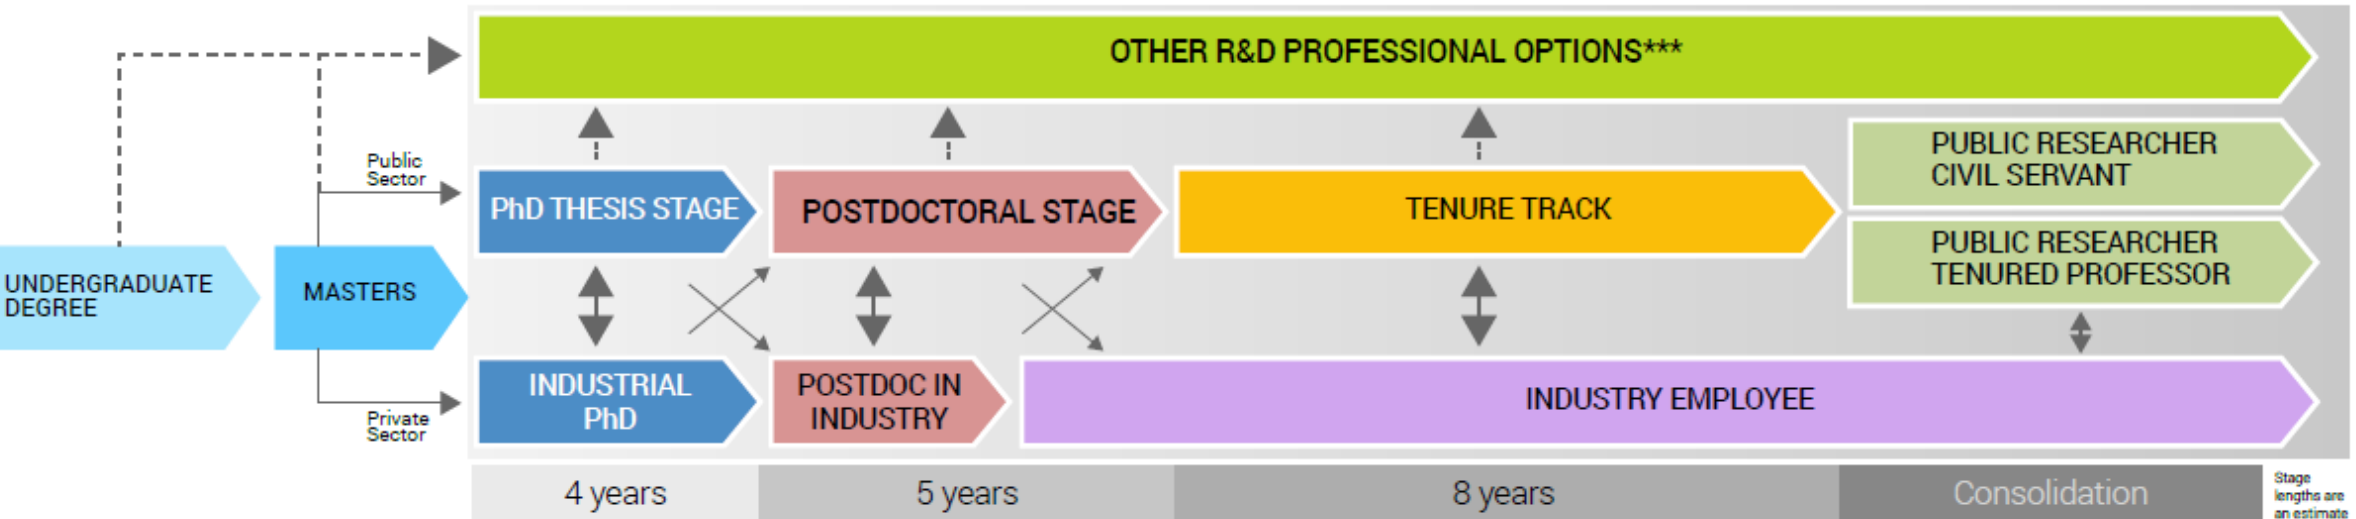 OTHER R&D PROFESSIONAL OPTIONS***
Public
Sector
PhD THESIS STAGE
POSTDOCTORAL STAGE
TENURE TRACK
PUBLIC RESEARCHER
CIVIL SERVANT
PUBLIC RESEARCHER
TENURED PROFESSOR
UNDERGRADUATE
DEGREE
MASTERS
Private
Sector
INDUSTRIAL
PhD
POSTDOC IN
INDUSTRY
INDUSTRY EMPLOYEE
4 years
5 years
8 years
Consolidation
Stage
lengths are
an estimate